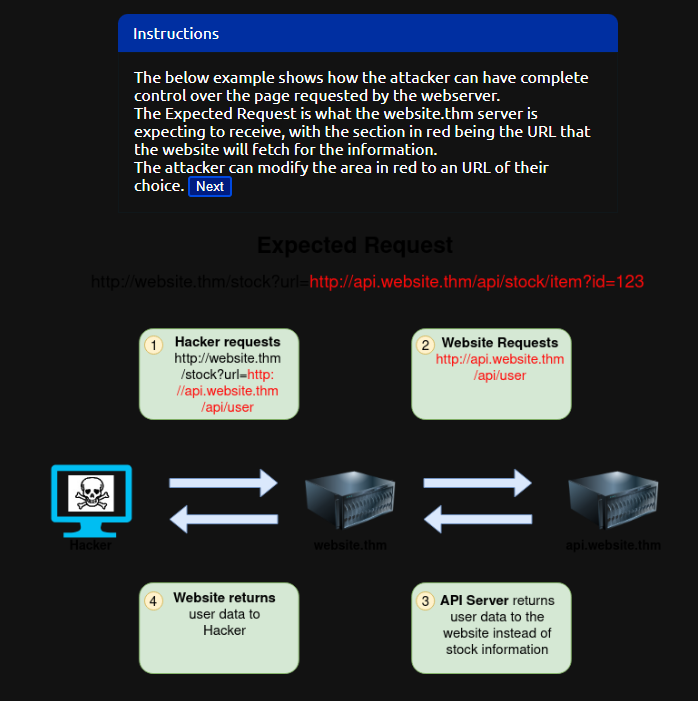 Instructions
The below example shows how the attacker can have complete
control over the page requested by the webserver.
The Expected Request is what the website.thm server is
expecting to receive, with the section in red being the URL that
the website will fetch for the information.
The attacker can modify the area in red to an URL of their
choice. Next
Expected Request
http://website.thm/stock?url=http://api.website.thm/api/stock/item?id=123
1 Hacker requests
http://website.thm
/stock?url=http:
//api.website.thm
/api/user
2 Website Requests
http://api.website.thm
/api/user
Hacker
website.thm
api.website.thm
4 Website returns
user data to
Hacker
3 API Server returns
user data to the
website instead of
stock information